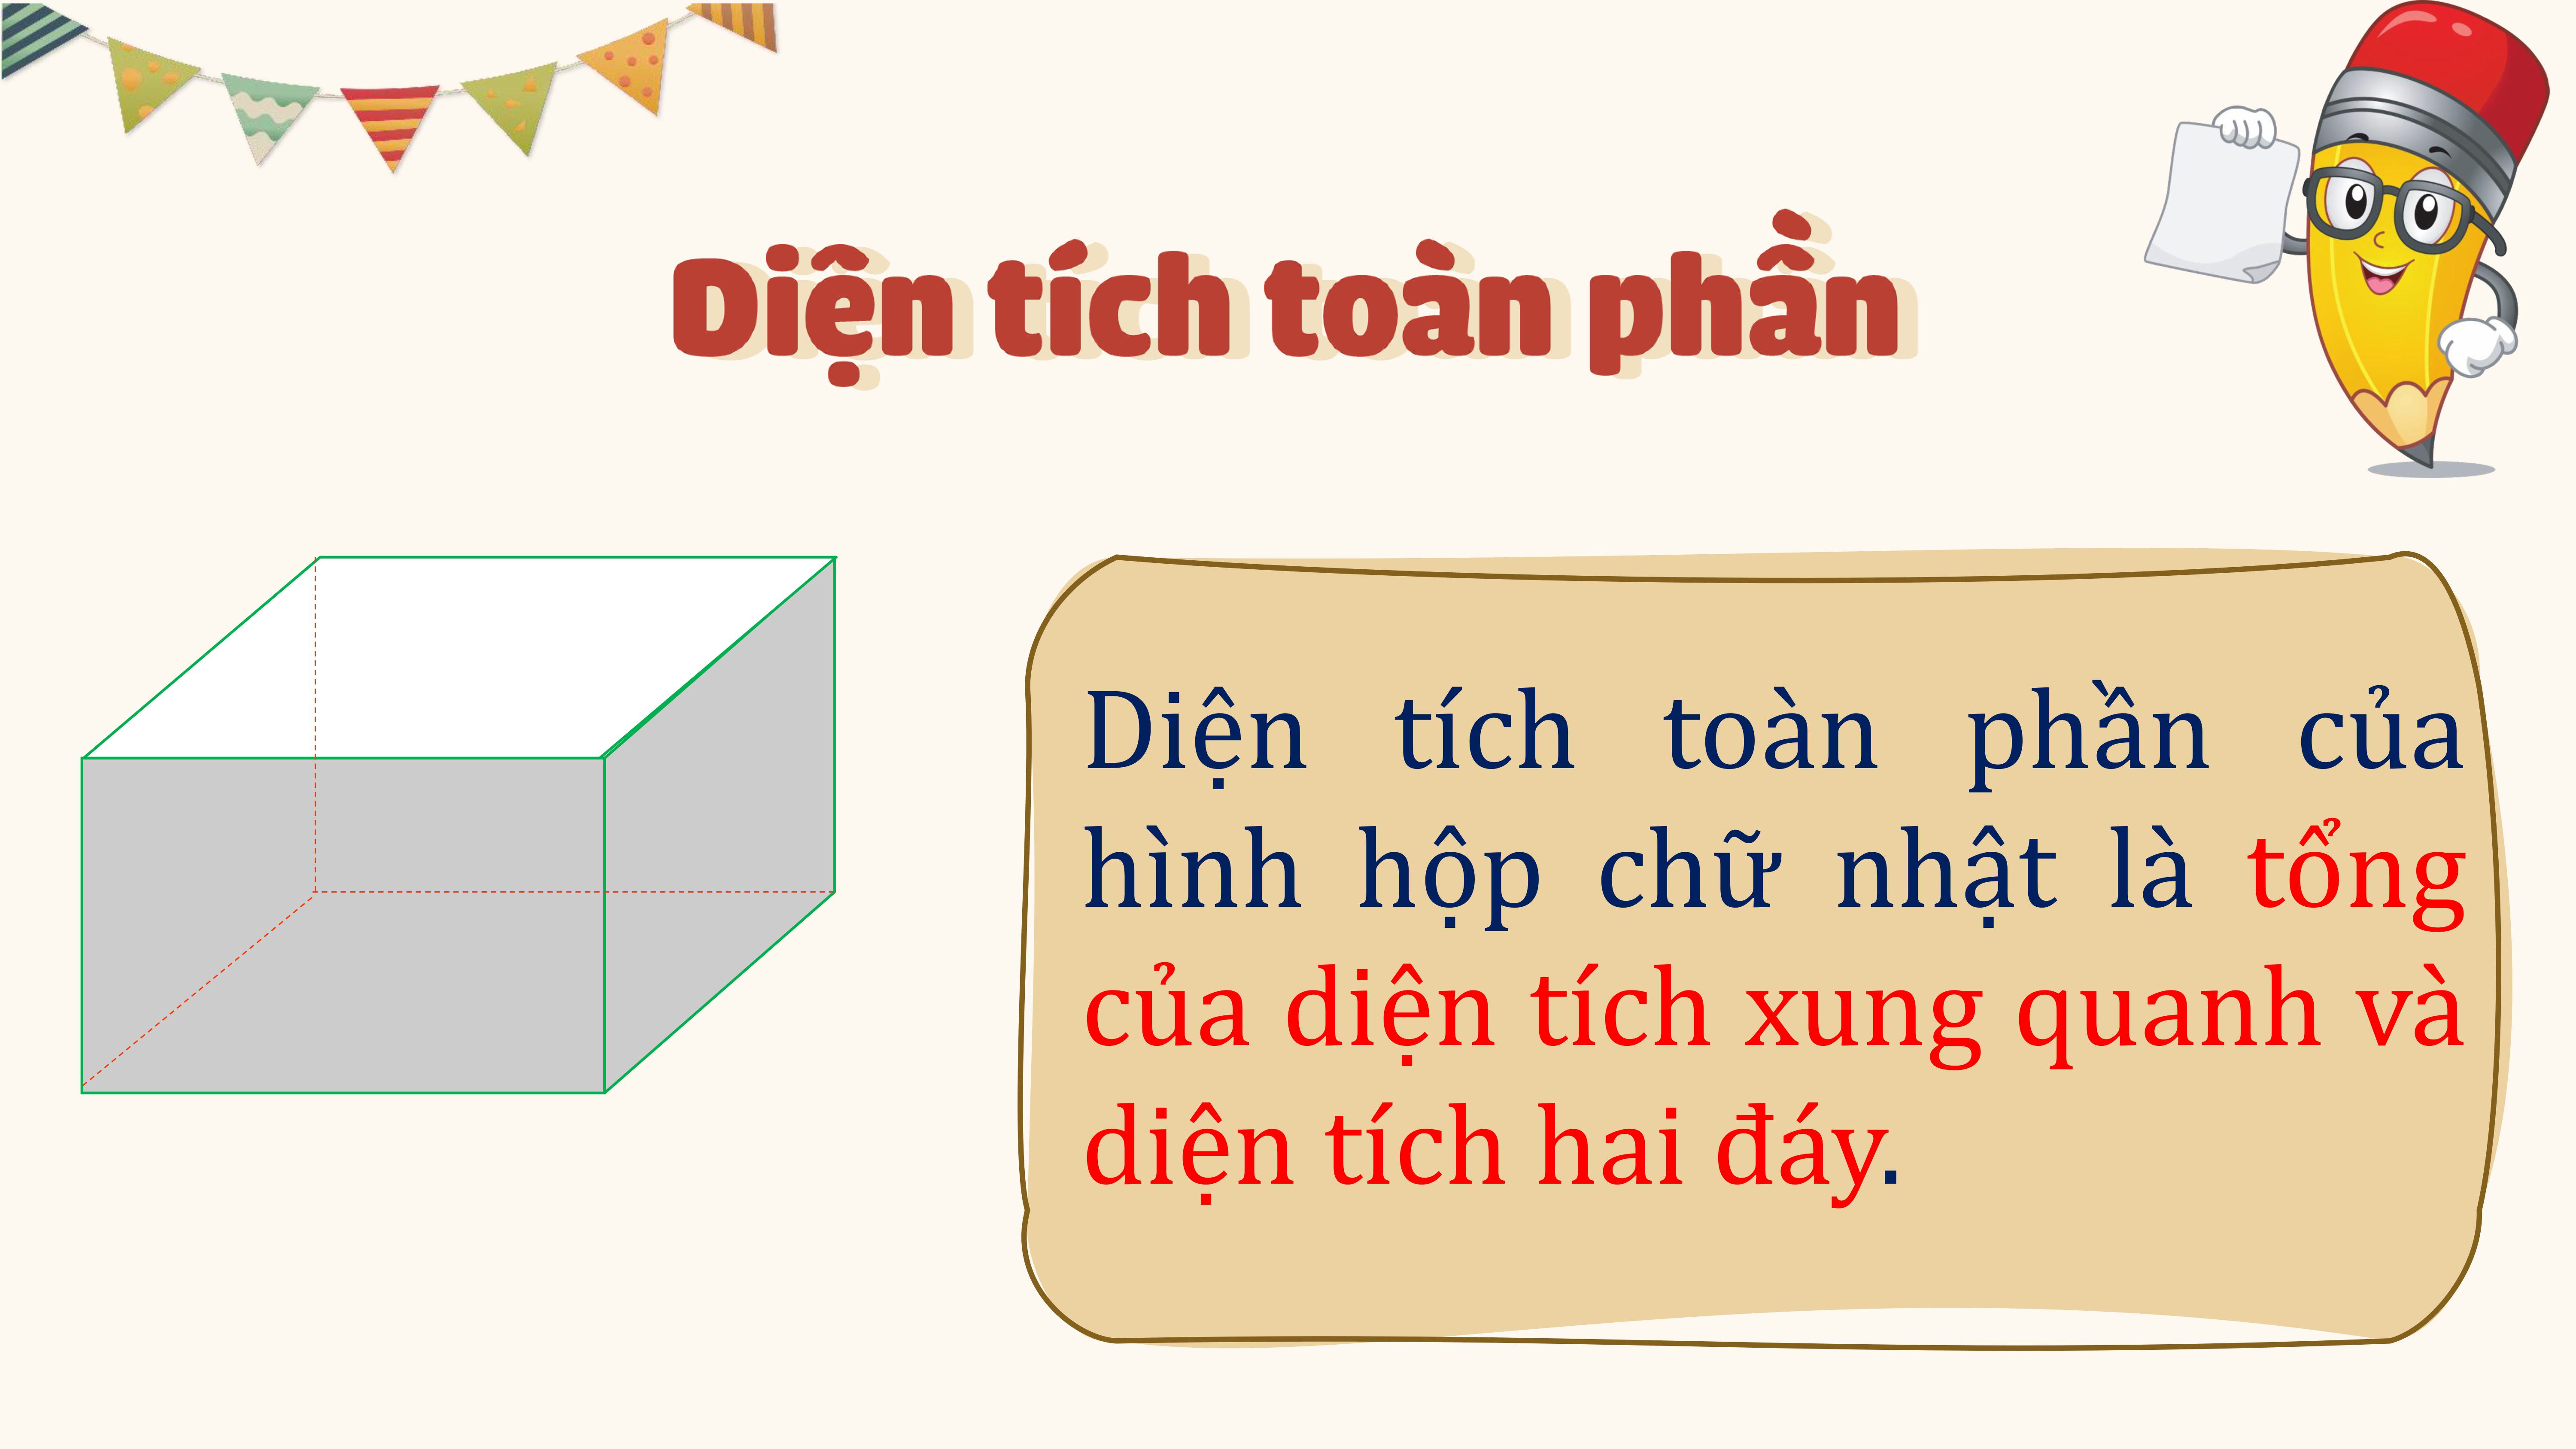 Diện tích toàn phần
Diện tích toàn phần của
hình hộp chữ nhật là tổng
của diện tích xung quanh và
diện tích hai đáy.